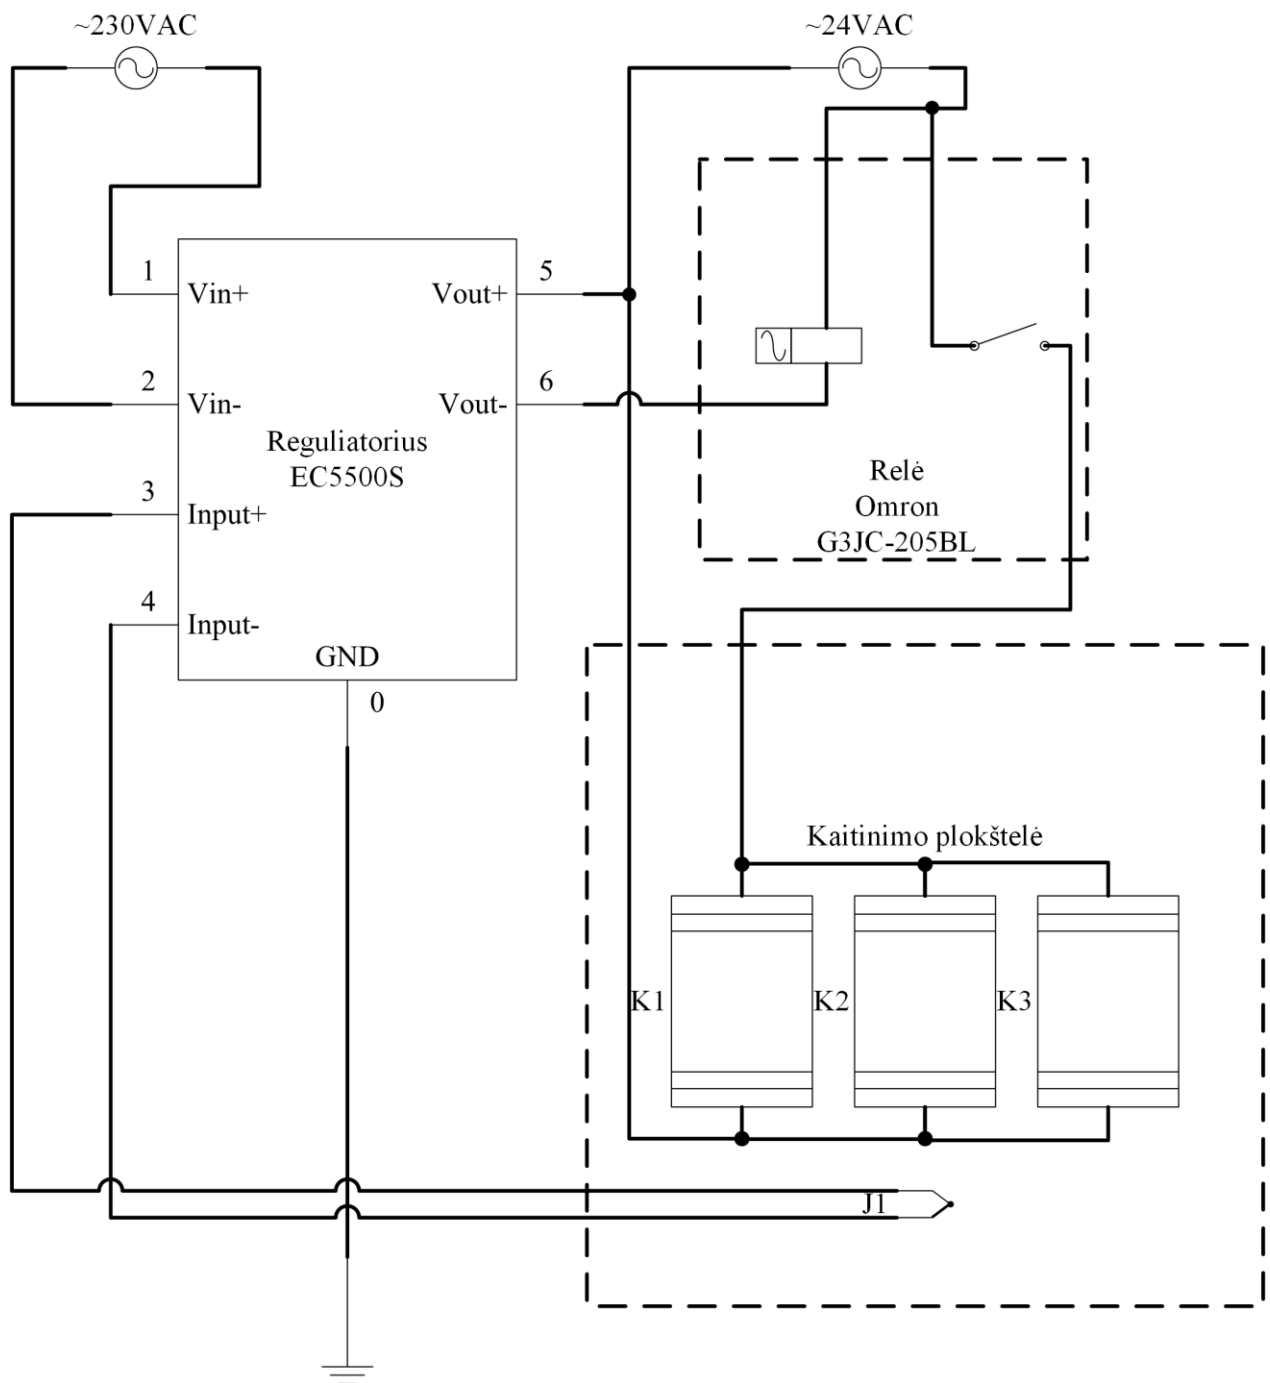 ~230VAC
~24VAC
1
Vin+
Vout+
5
2
Vin-
Vout-
6
Reguliatorius
EC5500S
3
Input+
4
Input-
GND
0
Relė
Omron
G3JC-205BL
Kaitinimo plokštelė
K1
K2
K3
J1